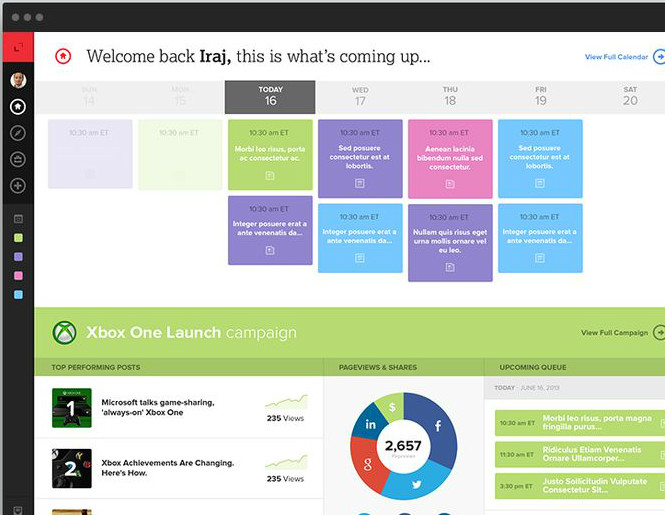 Welcome back Iraj, this is what's coming up...
View Full Calendar
SUN
14
MON
15
TODAY
16
WED
17
THU
18
FRI
19
SAT
20
10:30 am ET
10:30 am ET
10:30 am ET
Morbi leo risus, porta
ac consectetur ac.
10:30 am ET
Sed posuere
consectetur est at
lobortis.
10:30 am ET
Aenean lacinia
bibendum nulla sed
consectetur.
10:30 am ET
Sed posuere
consectetur est at
lobortis.
10:30 am ET
Integer posuere erat a
ante venenatis da...
10:30 am ET
Integer posuere erat a
ante venenatis da...
10:30 am ET
Nullam quis risus eget
urna mollis ornare vel
eu leo.
10:30 am ET
Integer posuere erat a
ante venenatis da...
Xbox One Launch campaign
View Full Campaign
TOP PERFORMING POSTS
PAGEVIEWS & SHARES
UPCOMING QUEUE
1
Microsoft talks game-sharing,
'always-on' Xbox One
235 Views
2
Xbox Achievements Are Changing.
Here's How.
235 Views
$
in
f
g
2,657
Pageviews
TODAY - JUNE 16, 2013
10:30 am ET
Morbi leo risus, porta magna
fringilla purus...
11:30 am ET
Ridiculus Etiam Venenatis
Ornare Ullamcorper...
3:30 pm ET
Justo Sollicitudin Vulputate
Consectetur Sit...